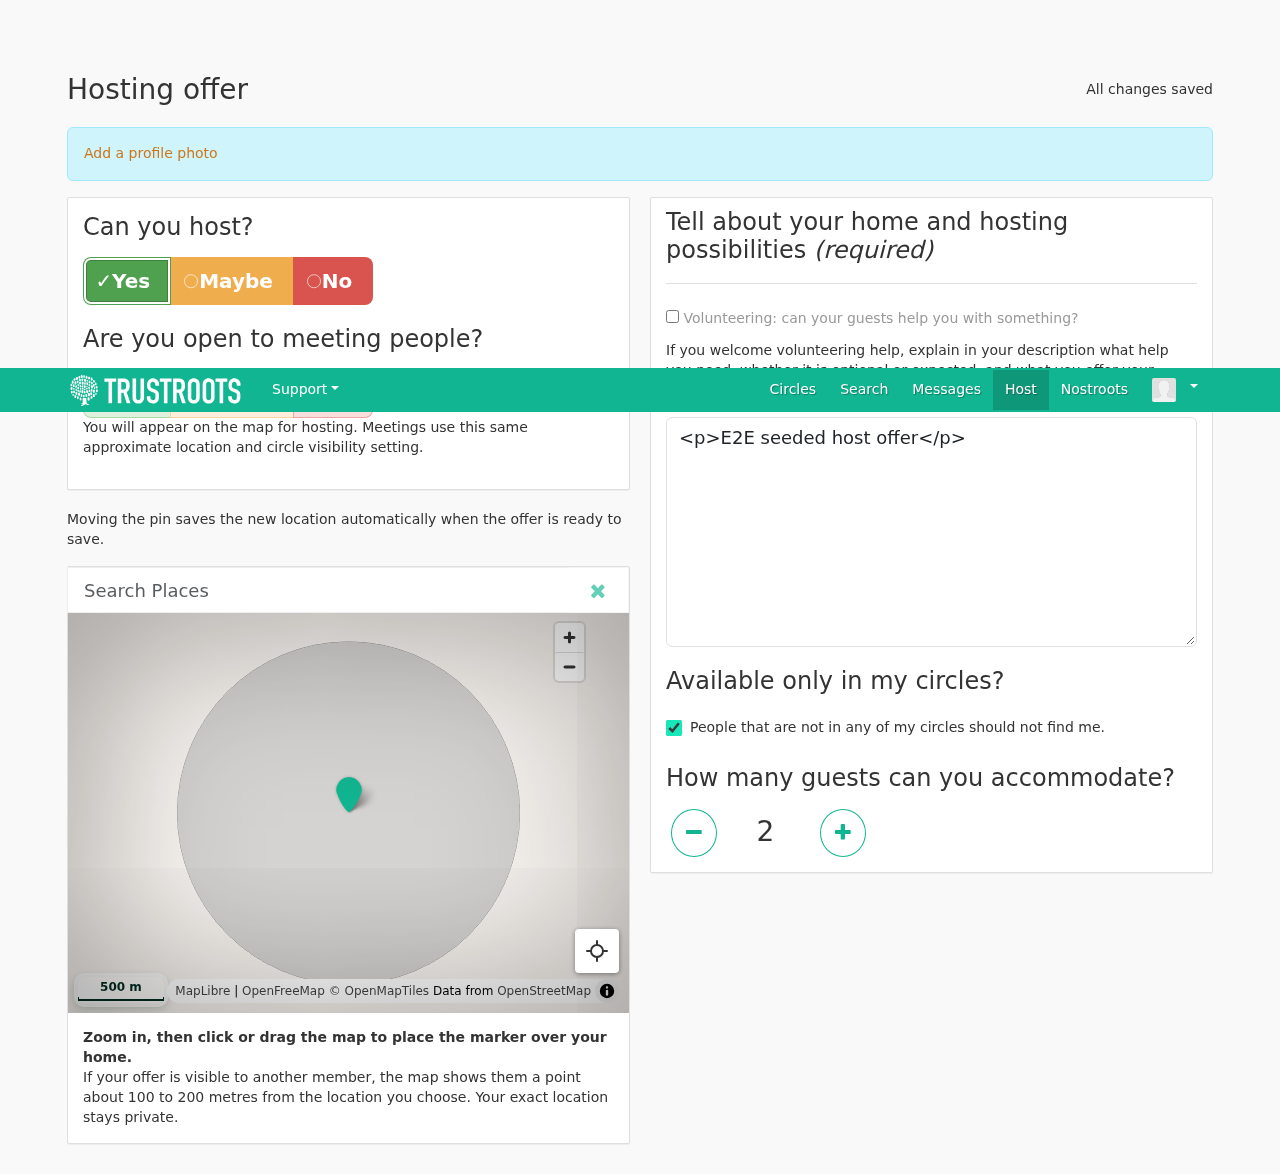 Hosting offer
All changes saved
Add a profile photo
Can you host?
✓Yes
Maybe
No
Are you open to meeting people?
Tell about your home and hosting
possibilities (required)
Volunteering: can your guests help you with something?
If you welcome volunteering help, explain in your description what help
TRUSTROOTS
Support
Circles
Search
Messages
Host
Nostroots
You will appear on the map for hosting. Meetings use this same
approximate location and circle visibility setting.
Moving the pin saves the new location automatically when the offer is ready to
save.
Search Places
500 m
MapLibre | OpenFreeMap © OpenMapTiles Data from OpenStreetMap
Zoom in, then click or drag the map to place the marker over your
home.
If your offer is visible to another member, the map shows them a point
about 100 to 200 metres from the location you choose. Your exact location
stays private.
<p>E2E seeded host offer</p>
Available only in my circles?
People that are not in any of my circles should not find me.
How many guests can you accommodate?
2